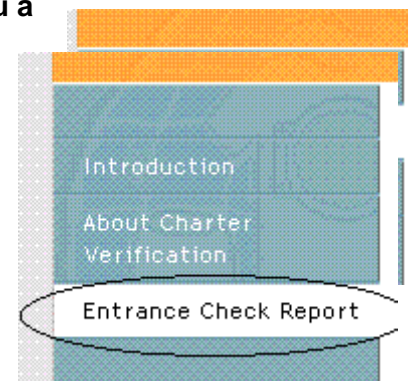 u a
Introduction
About Charter
Verification
Entrance Check Report